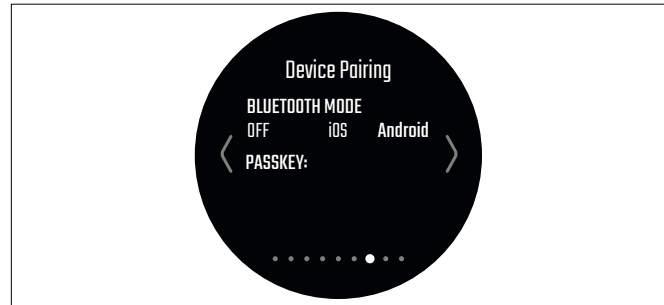 Device Pairing
BLUETOOTH MODE
OFF iOS Android
PASSKEY: